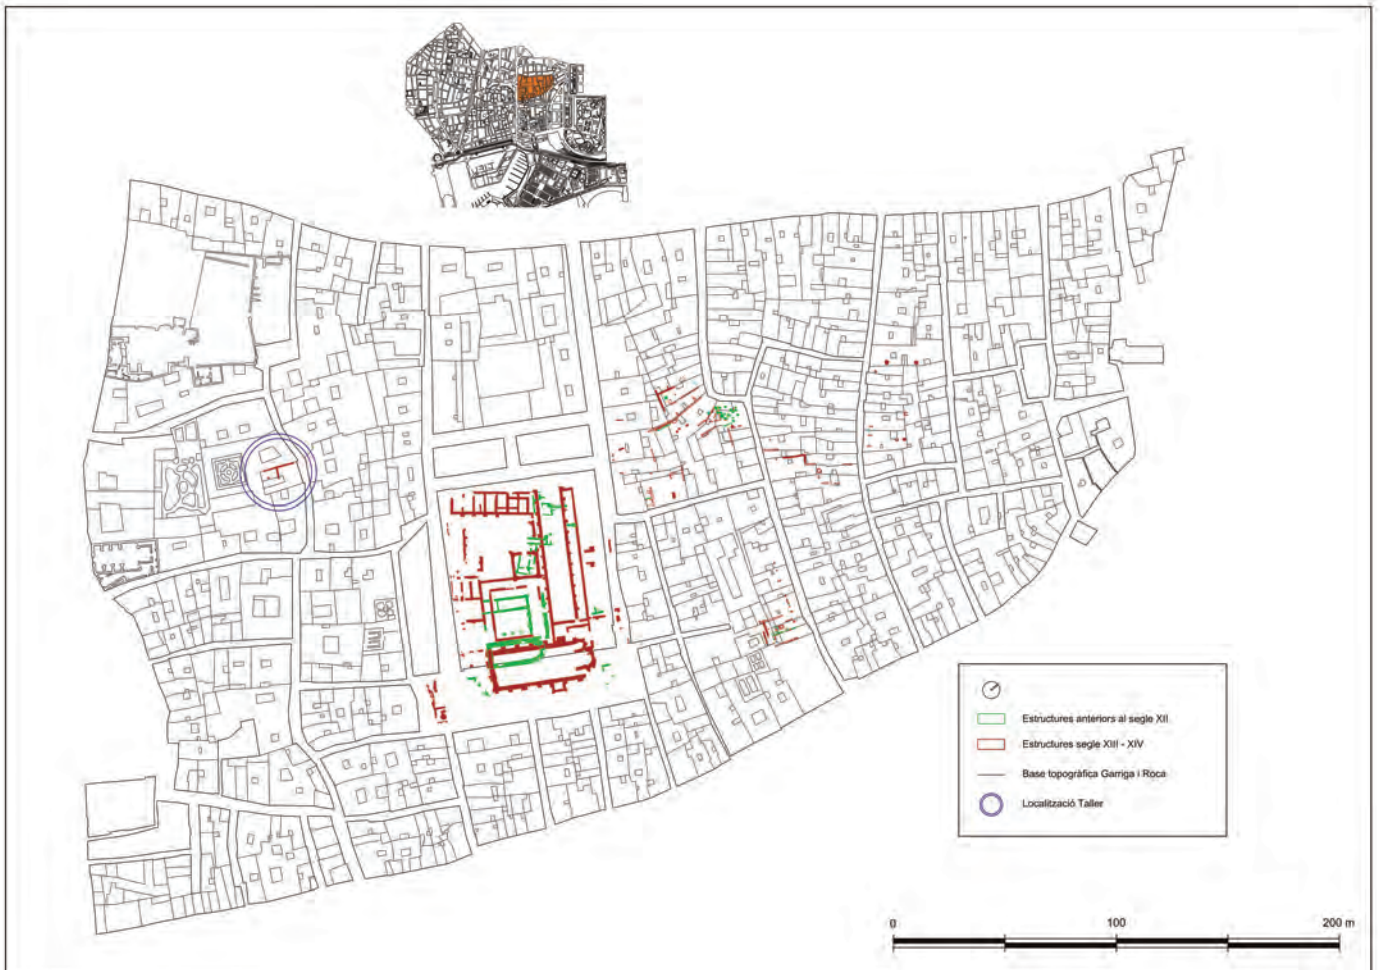 Estructures anteriors al segle XII
Estructures segle XIII - XIV
Base topogràfica Garriga i Roca
Localització Taller
0 100 200 m